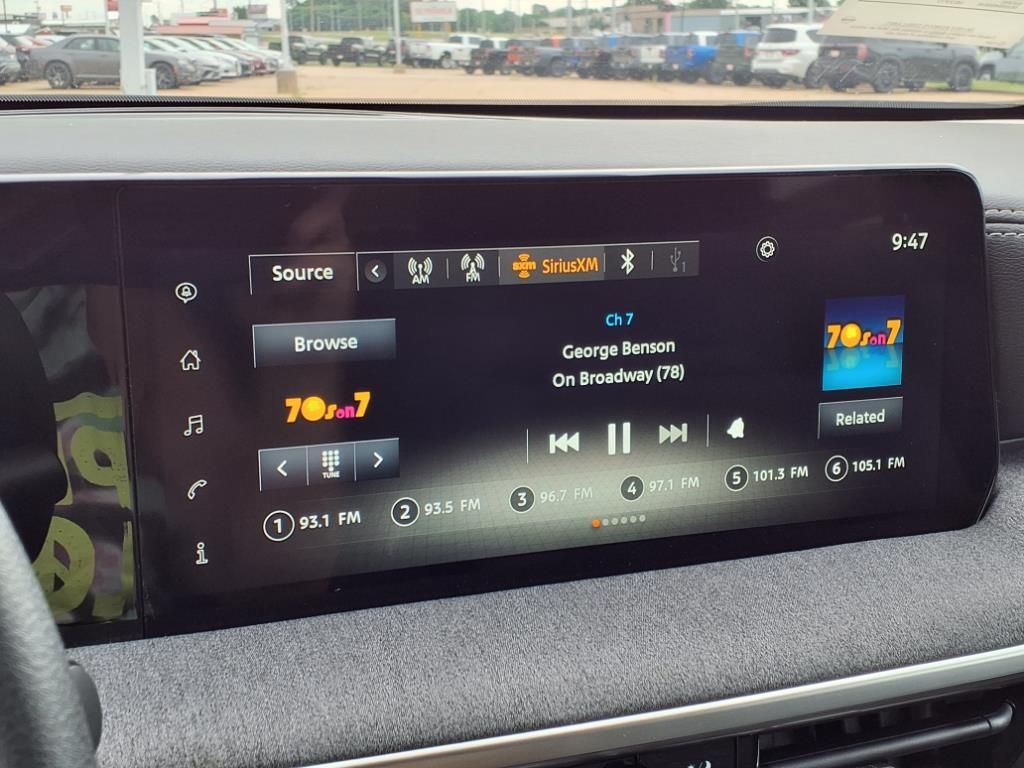 9:47
Source
AM
FM
sxm SiriusXM
1
Ch 7
Browse
George Benson
On Broadway (78)
70s on 7
70s on 7
Related
TUNE
1 93.1 FM
2 93.5 FM
3 96.7 FM
4 97.1 FM
5 101.3 FM
6 105.1 FM